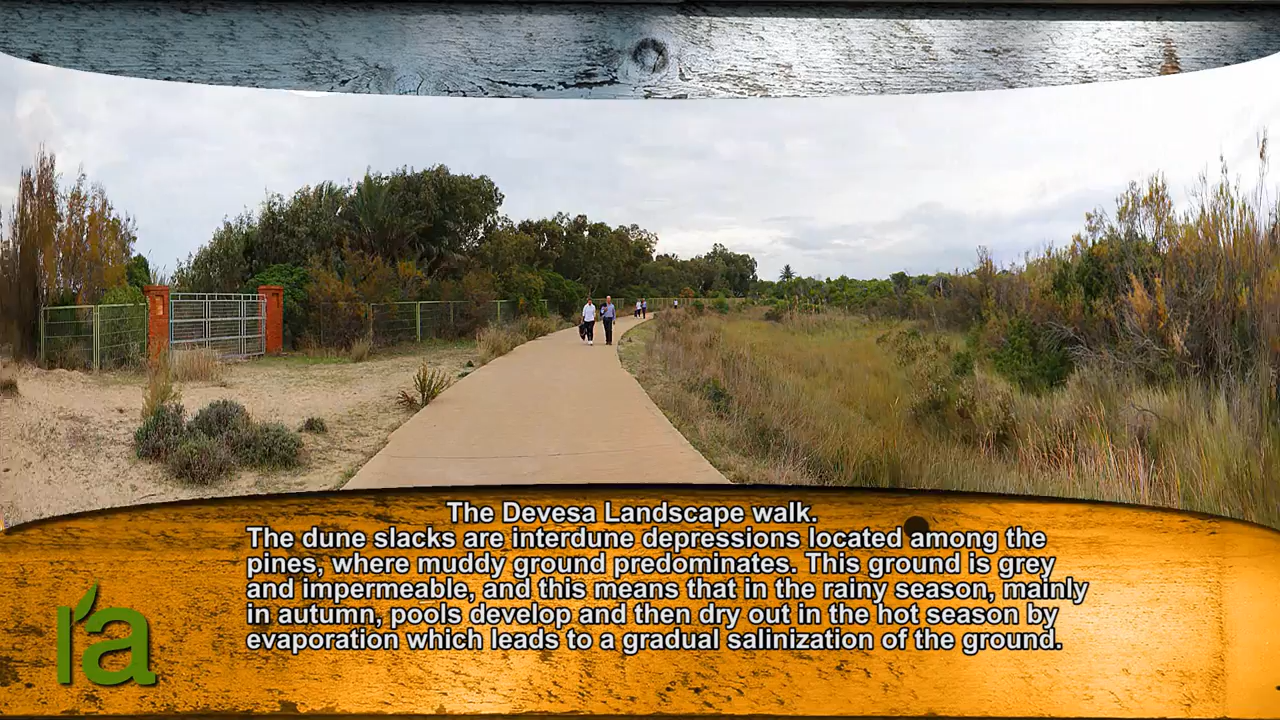 The Devesa Landscape walk.
The dune slacks are interdune depressions located among the
pines, where muddy ground predominates. This ground is grey
and impermeable, and this means that in the rainy season, mainly
in autumn, pools develop and then dry out in the hot season by
evaporation which leads to a gradual salinization of the ground.
l'a